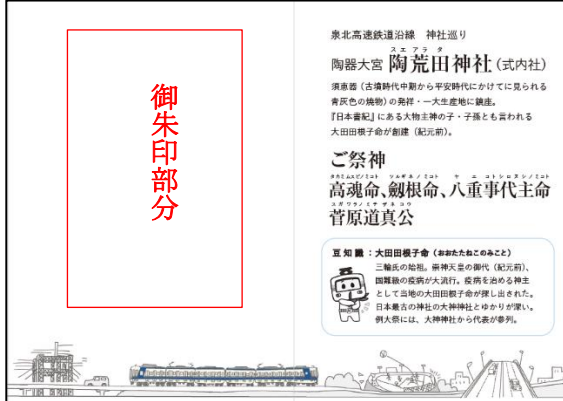 御朱印部分
泉北高速鉄道沿線 神社巡り
スエアラタ
陶器大宮 陶荒田神社(式内社)
須恵器(古墳時代中期から平安時代にかけてに見られる
青灰色の焼物)の発祥・一大生産地に鎮座。
『日本書紀』にある大物主神の子・子孫とも言われる
大田田根子命が創建(紀元前)。
ご祭神
タカミムスビノミコト ツルギネノミコト ヤエコトシロヌシノミコト
高魂命、剱根命、八重事代主命
スガワラノミチザネコウ
菅原道真公
豆知識:大田田根子命(おおたたねこのみこと)
三輪氏の始祖。崇神天皇の御代(紀元前)、
国難級の疫病が大流行。疫病を治める神主
として当地の大田田根子命が探し出された。
日本最古の神社の大神神社とゆかりが深い。
例大祭には、大神神社から代表が参列。